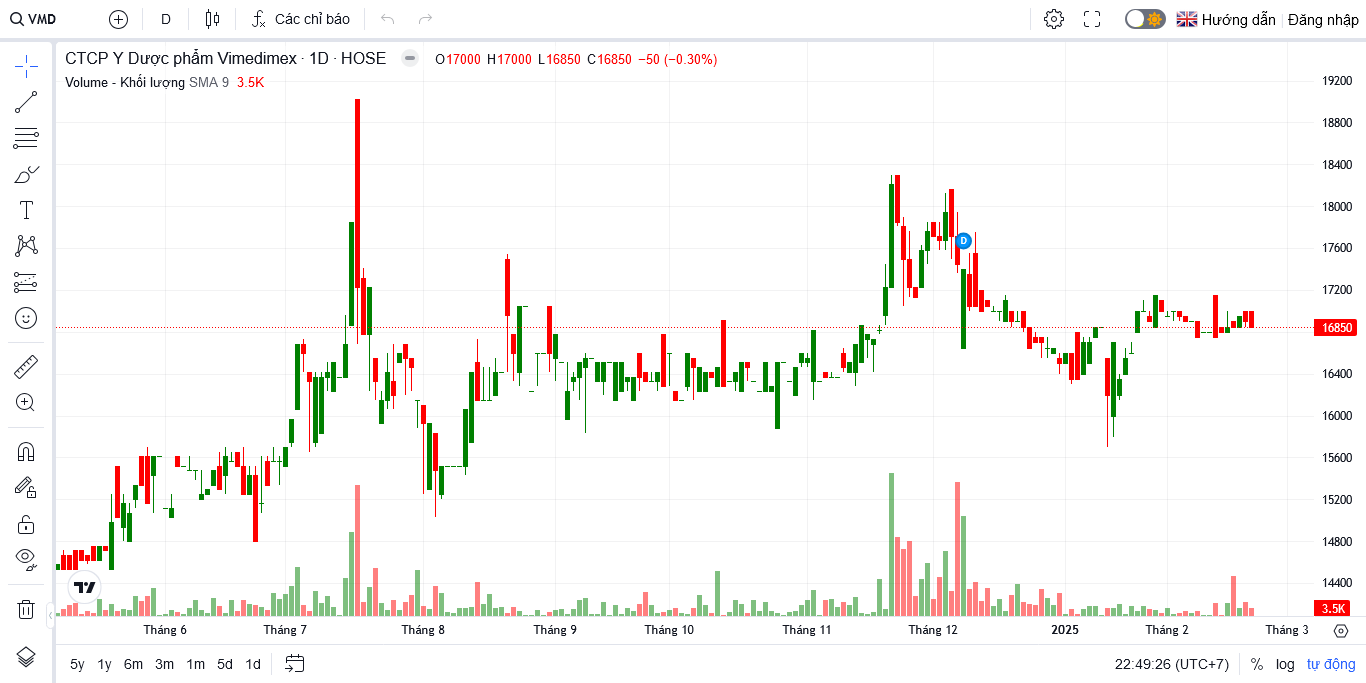 VMD D Các chỉ báo Hướng dẫn Đăng nhập
CTCP Y Dược phẩm Vimedimex · 1D · HOSE O17000 H17000 L16850 C16850 −50 (−0.30%)
Volume - Khối lượng SMA 9 3.5K
19200
18800
18400
18000
D
17600
17200
16850
16400
16000
15600
15200
14800
14400
3.5K
Tháng 6 Tháng 7 Tháng 8 Tháng 9 Tháng 10 Tháng 11 Tháng 12 2025 Tháng 2 Tháng 3
5y 1y 6m 3m 1m 5d 1d 22:49:26 (UTC+7) % log tự động